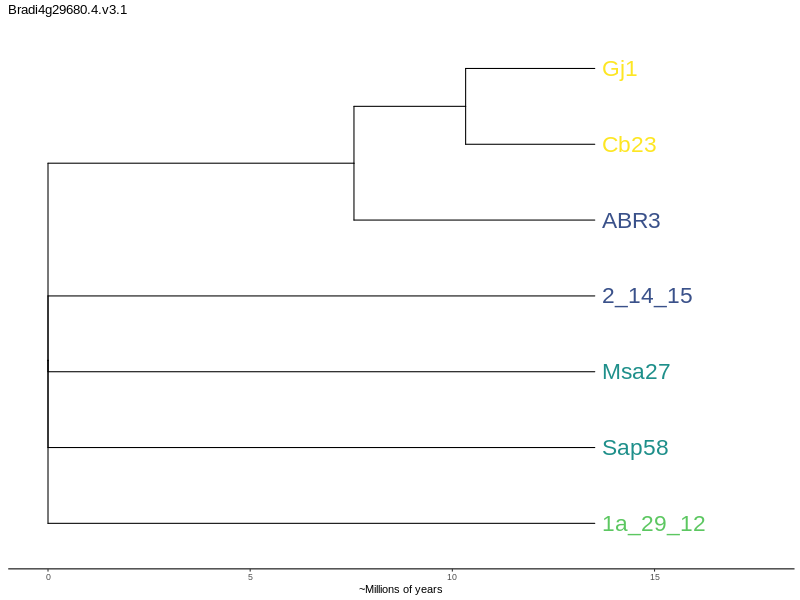 Bradi4g29680.4.v3.1
Gj1
Cb23
ABR3
2_14_15
Msa27
Sap58
1a_29_12
0 5 10 15
~Millions of years